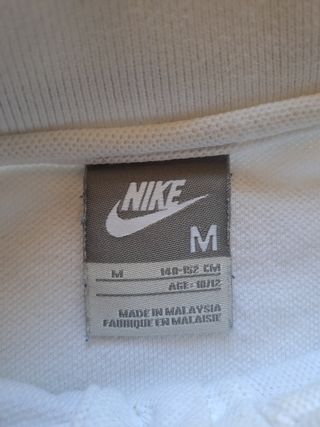 NIKE
M
M 140-152 CM
AGE: 10/12
MADE IN MALAYSIA
FABRIQUE EN MALAISIE